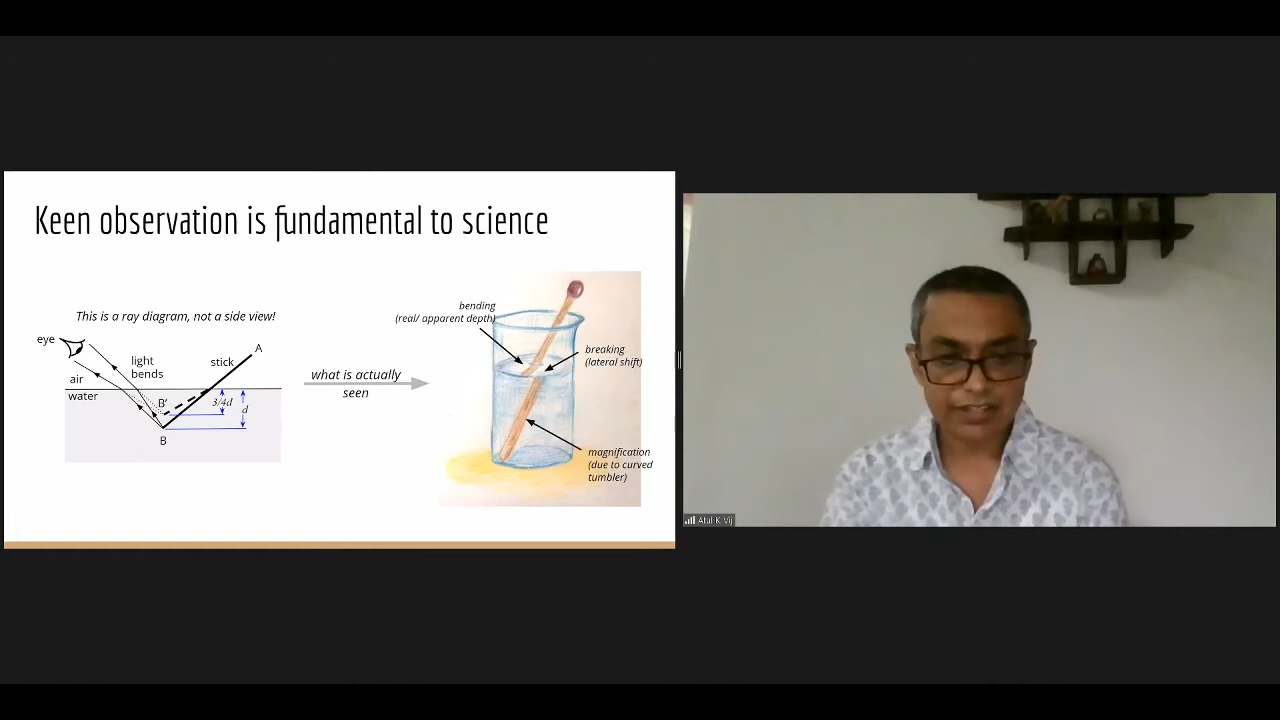 Keen observation is fundamental to science
This is a ray diagram, not a side view!
eye
light
bends
stick
A
air
water
B'
3/4d
d
B
what is actually
seen
bending
(real/ apparent depth)
breaking
(lateral shift)
magnification
(due to curved
tumbler)
Atul K Vij